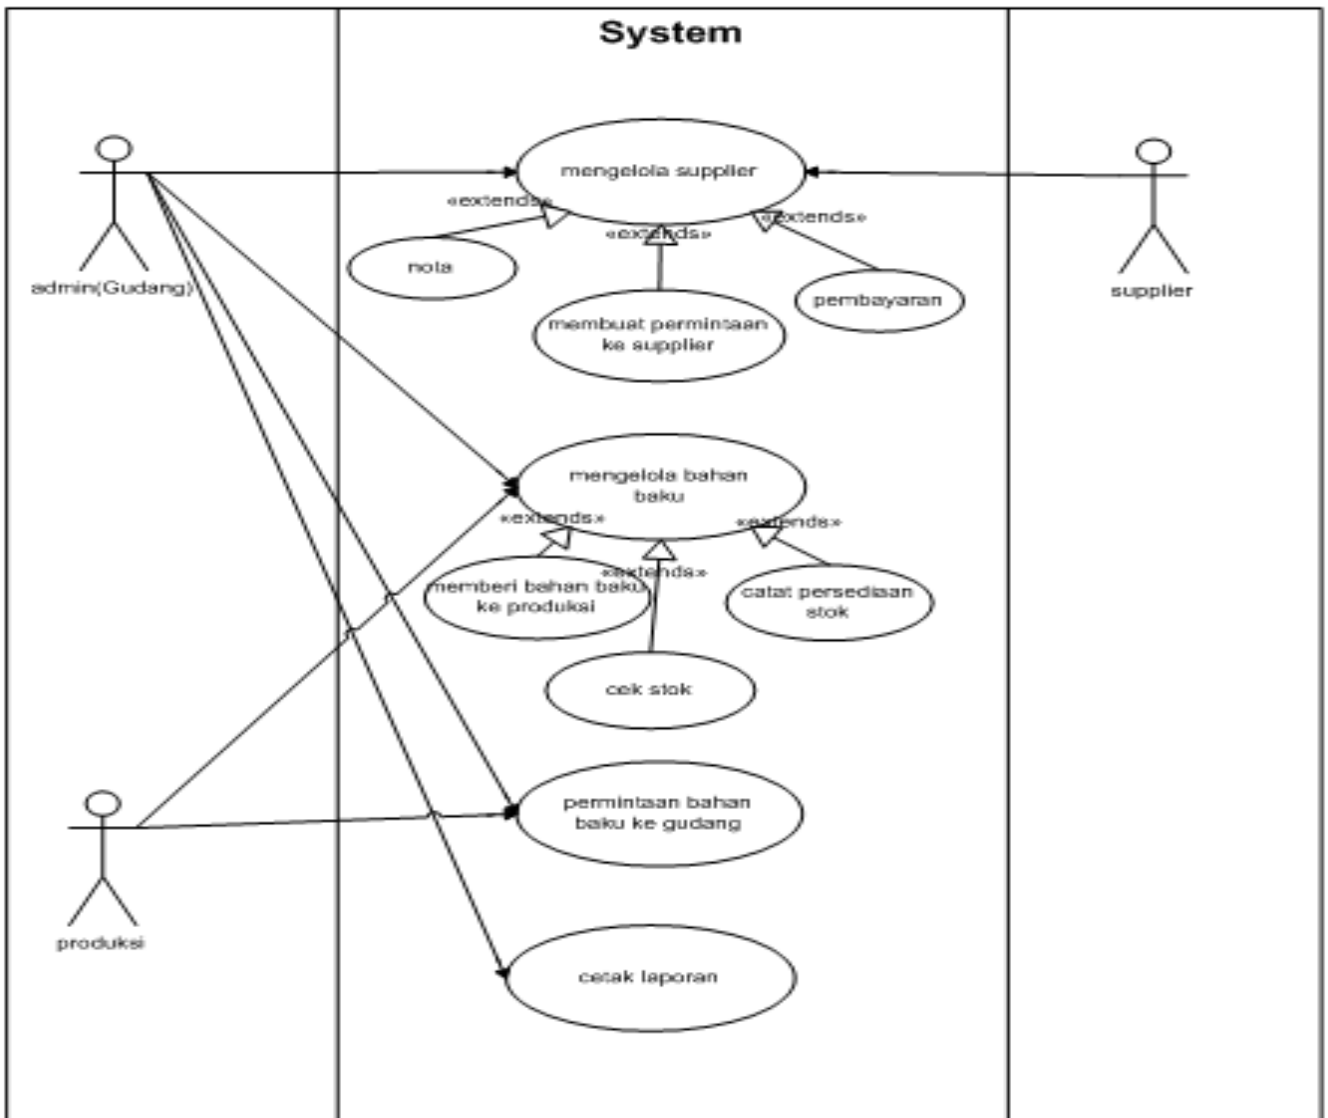 System
mengelola supplier
«extends»
«extends»
«extends»
nota
pembayaran
membuat permintaan
ke supplier
admin(Gudang)
supplier
mengelola bahan
baku
«extends»
«extends»
«extends»
memberi bahan baku
ke produksi
catat persediaan
stok
cek stok
permintaan bahan
baku ke gudang
produksi
cetak laporan